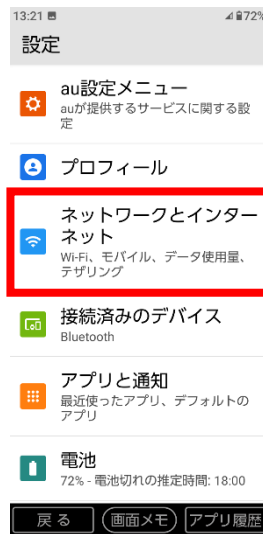 13:21 72%
設定
au設定メニュー
auが提供するサービスに関する設
定
プロフィール
ネットワークとインター
ネット
Wi-Fi、モバイル、データ使用量、
テザリング
接続済みのデバイス
Bluetooth
アプリと通知
最近使ったアプリ、デフォルトの
アプリ
電池
72% - 電池切れの推定時間: 18:00
戻る 画面メモ アプリ履歴